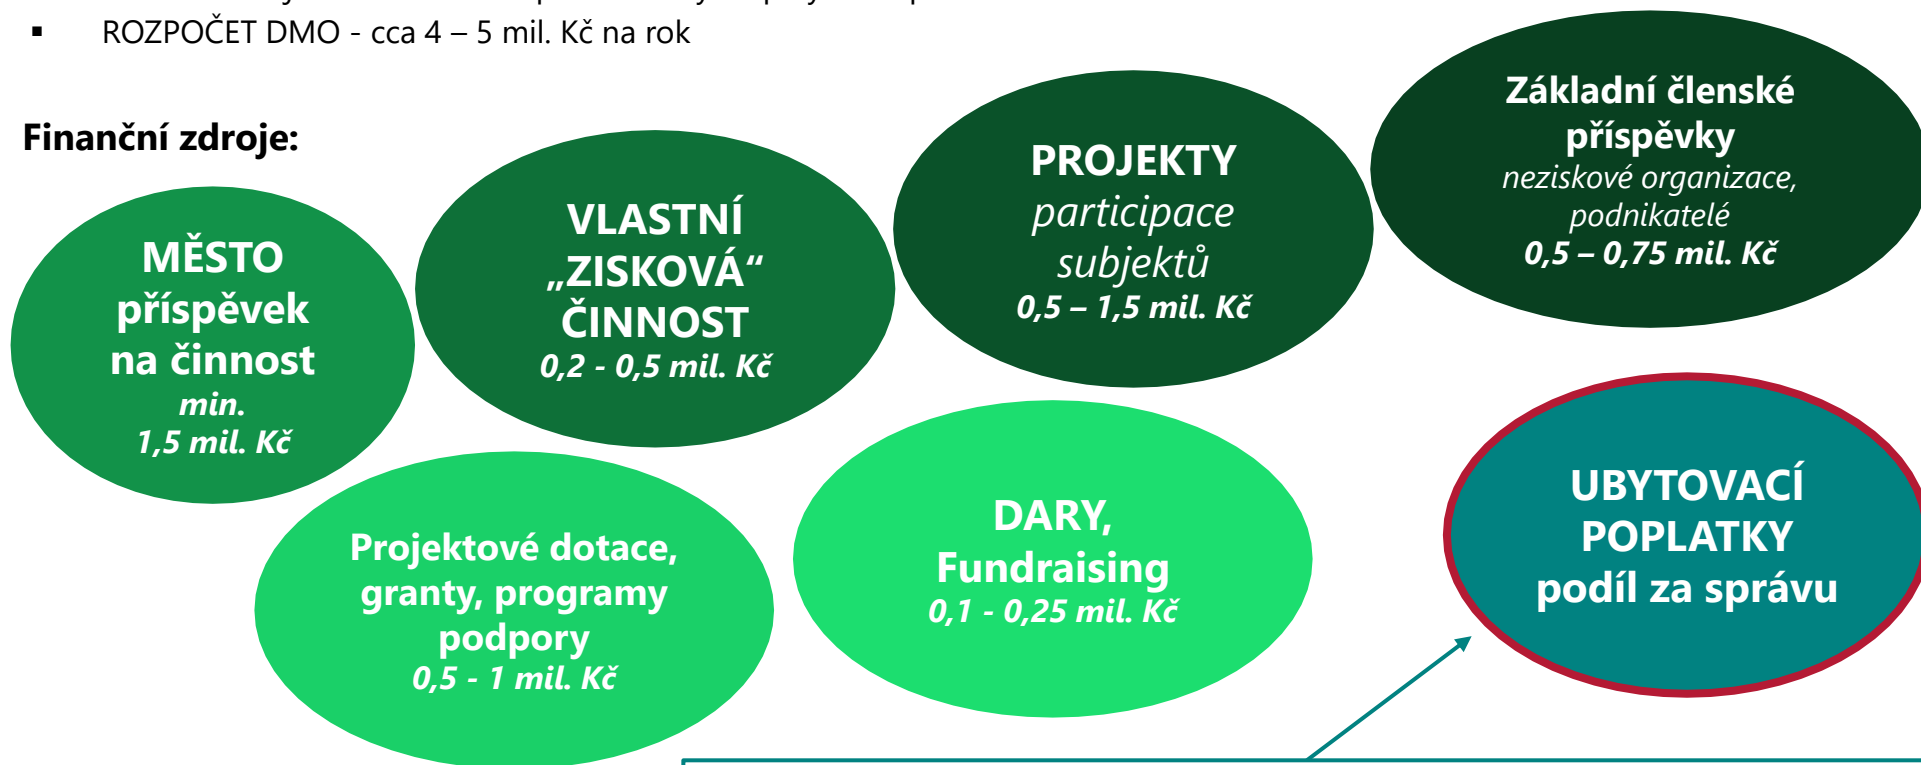 ▪ ROZPOČET DMO - cca 4 – 5 mil. Kč na rok
Finanční zdroje:
MĚSTO
příspěvek
na činnost
min.
1,5 mil. Kč
VLASTNÍ
„ZISKOVÁ“
ČINNOST
0,2 - 0,5 mil. Kč
PROJEKTY
participace
subjektů
0,5 – 1,5 mil. Kč
Základní členské
příspěvky
neziskové organizace,
podnikatelé
0,5 – 0,75 mil. Kč
Projektové dotace,
granty, programy
podpory
0,5 - 1 mil. Kč
DARY,
Fundraising
0,1 - 0,25 mil. Kč
UBYTOVACÍ
POPLATKY
podíl za správu